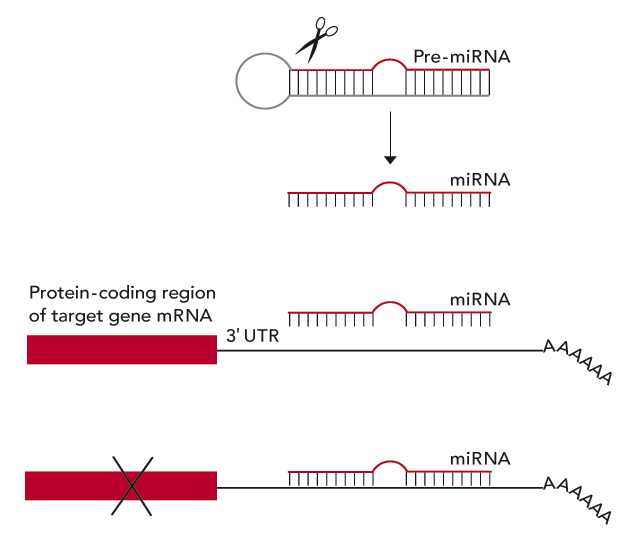 Pre-miRNA
miRNA
Protein-coding region
of target gene mRNA
miRNA
3' UTR
AAAAAA
miRNA
AAAAAA